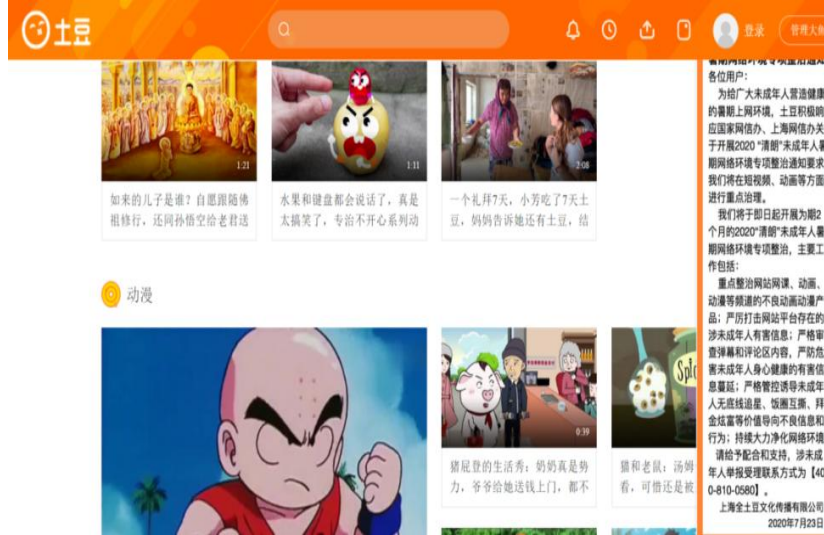 土豆
登录
管理大鱼
各位用户:
为给广大未成年人营造健康
的暑期上网环境,土豆积极响
应国家网信办、上海网信办关
于开展2020 "清朗"未成年人暑
期网络环境专项整治通知要求
我们将在短视频、动画等方面
进行重点治理。
我们将于即日起开展为期2
个月的2020"清朗"未成年人暑
期网络环境专项整治,主要工
作包括:
重点整治网站网课、动画、
动漫等频道的不良动画动漫产
品;严厉打击网站平台存在的
涉未成年人有害信息;严格审
查弹幕和评论区内容,严防危
害未成年人身心健康的有害信
息蔓延;严格管控诱导未成年
人无底线追星、饭圈互撕、拜
金炫富等价值导向不良信息和
行为;持续大力净化网络环境
请给予配合和支持,涉未成
年人举报受理联系方式为【40
0-810-0580】。
上海全土豆文化传播有限公司
2020年7月23日
1:21
如来的儿子是谁?自愿跟随佛
祖修行,还同孙悟空给老君送
1:11
水果和键盘都会说话了,真是
太搞笑了,专治不开心系列动
2:08
一个礼拜7天,小芳吃了7天土
豆,妈妈告诉她还有土豆,结
动漫
0:39
猪屁登的生活秀:奶奶真是势
力,爷爷给她送钱上门,都不
猫和老鼠:汤姆
看,可惜还是被